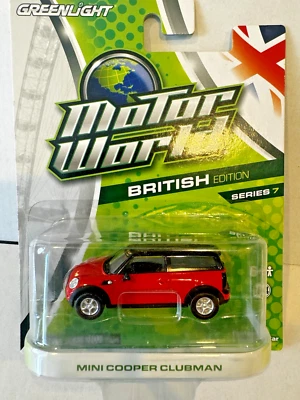 GREENLIGHT
Motor
World
BRITISH EDITION
SERIES 7
MINI COOPER CLUBMAN